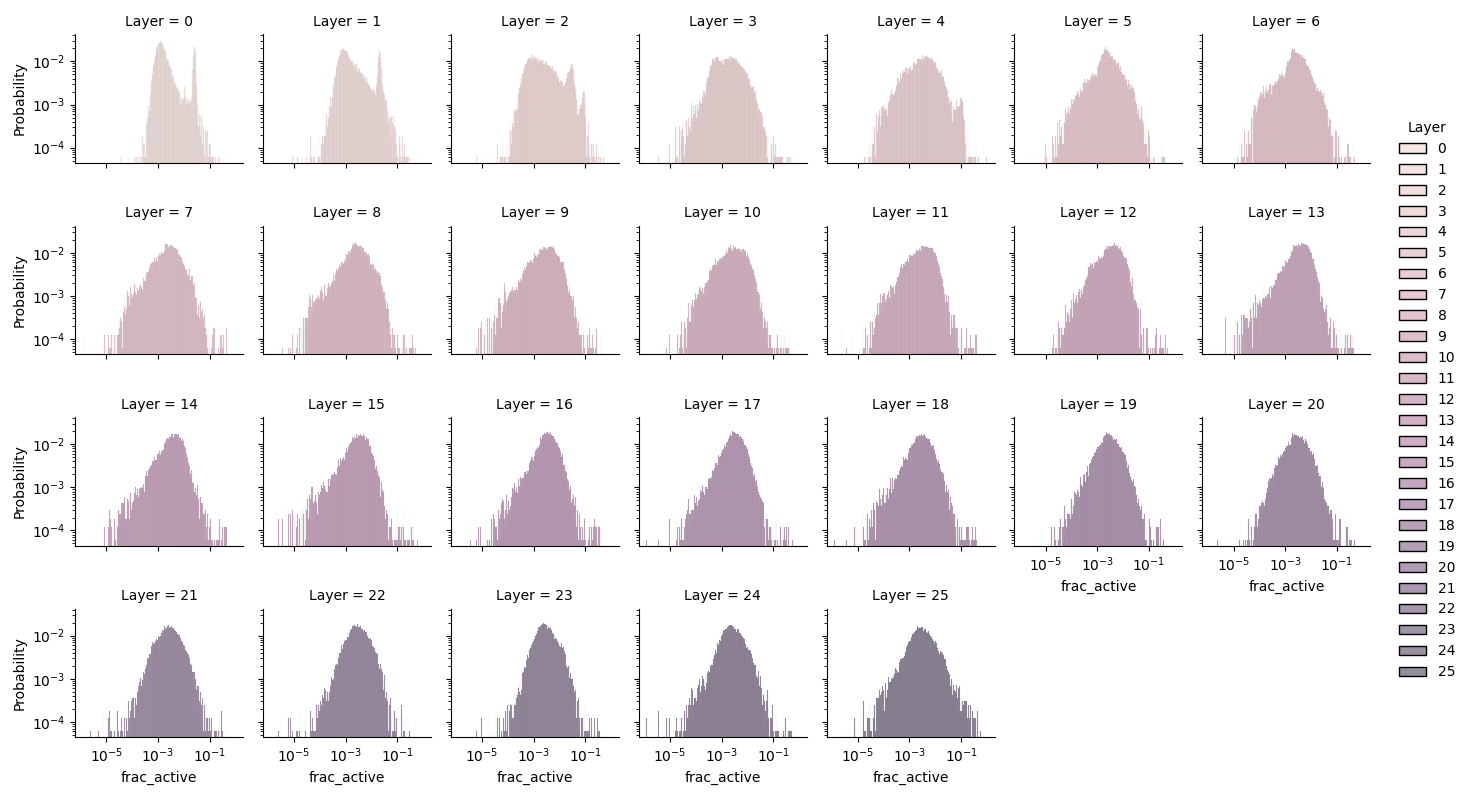 Layer = 0 Layer = 1 Layer = 2 Layer = 3 Layer = 4 Layer = 5 Layer = 6
Probability
10⁻²
10⁻³
10⁻⁴
Layer = 7 Layer = 8 Layer = 9 Layer = 10 Layer = 11 Layer = 12 Layer = 13
Probability
10⁻²
10⁻³
10⁻⁴
Layer = 14 Layer = 15 Layer = 16 Layer = 17 Layer = 18 Layer = 19 Layer = 20
Probability
10⁻²
10⁻³
10⁻⁴
10⁻⁵ 10⁻³ 10⁻¹ 10⁻⁵ 10⁻³ 10⁻¹
frac_active frac_active
Layer = 21 Layer = 22 Layer = 23 Layer = 24 Layer = 25
Probability
10⁻²
10⁻³
10⁻⁴
10⁻⁵ 10⁻³ 10⁻¹ 10⁻⁵ 10⁻³ 10⁻¹ 10⁻⁵ 10⁻³ 10⁻¹ 10⁻⁵ 10⁻³ 10⁻¹ 10⁻⁵ 10⁻³ 10⁻¹
frac_active frac_active frac_active frac_active frac_active
Layer
0
1
2
3
4
5
6
7
8
9
10
11
12
13
14
15
16
17
18
19
20
21
22
23
24
25